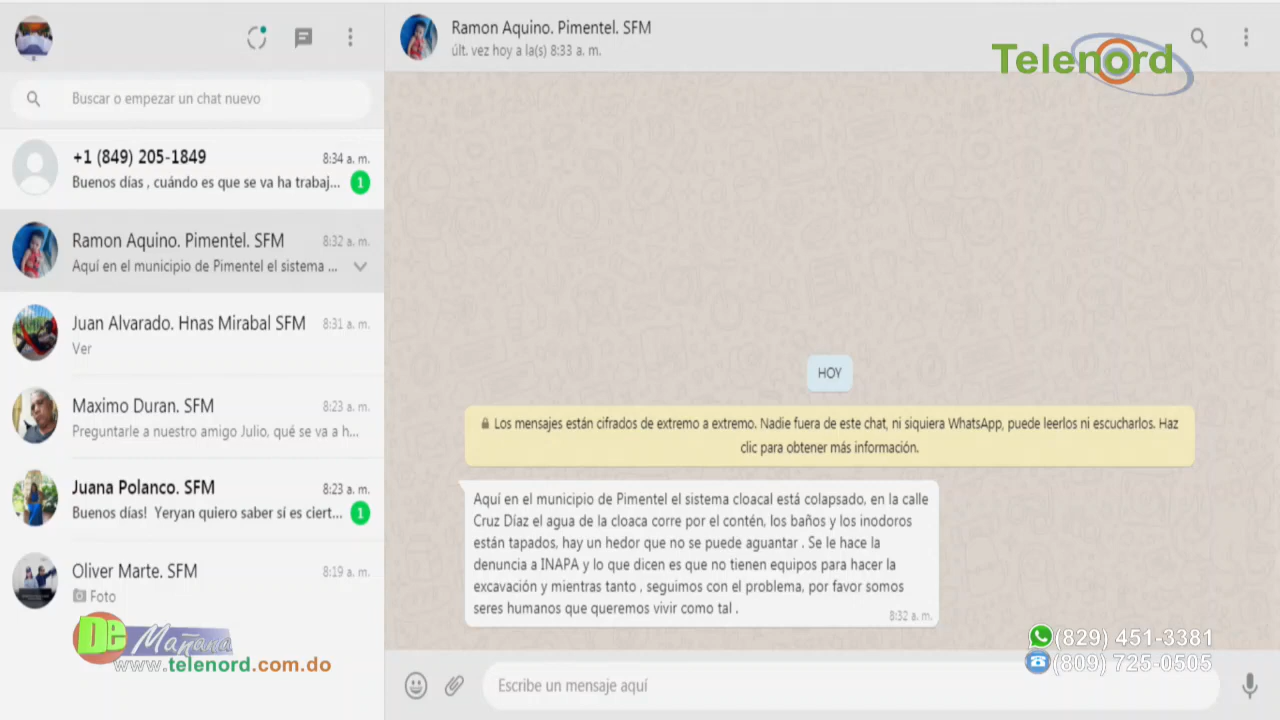 Buscar o empezar un chat nuevo
+1 (849) 205-1849
8:34 a. m.
Buenos días , cuándo es que se va ha trabaj...
1
Ramon Aquino. Pimentel. SFM
8:32 a. m.
Aquí en el municipio de Pimentel el sistema ...
Juan Alvarado. Hnas Mirabal SFM
8:31 a. m.
Ver
Maximo Duran. SFM
8:23 a. m.
Preguntarle a nuestro amigo Julio, qué se va a h...
Juana Polanco. SFM
8:23 a. m.
Buenos días!  Yeryan quiero saber sí es ciert...
1
Oliver Marte. SFM
8:19 a. m.
Foto
De Mañana
www.telenord.com.do
Ramon Aquino. Pimentel. SFM
últ. vez hoy a la(s) 8:33 a. m.
Telenord
HOY
Los mensajes están cifrados de extremo a extremo. Nadie fuera de este chat, ni siquiera WhatsApp, puede leerlos ni escucharlos. Haz
clic para obtener más información.
Aquí en el municipio de Pimentel el sistema cloacal está colapsado, en la calle
Cruz Díaz el agua de la cloaca corre por el contén, los baños y los inodoros
están tapados, hay un hedor que no se puede aguantar . Se le hace la
denuncia a INAPA y lo que dicen es que no tienen equipos para hacer la
excavación y mientras tanto , seguimos con el problema, por favor somos
seres humanos que queremos vivir como tal .
8:32 a. m.
(829) 451-3381
(809) 725-0505
Escribe un mensaje aquí